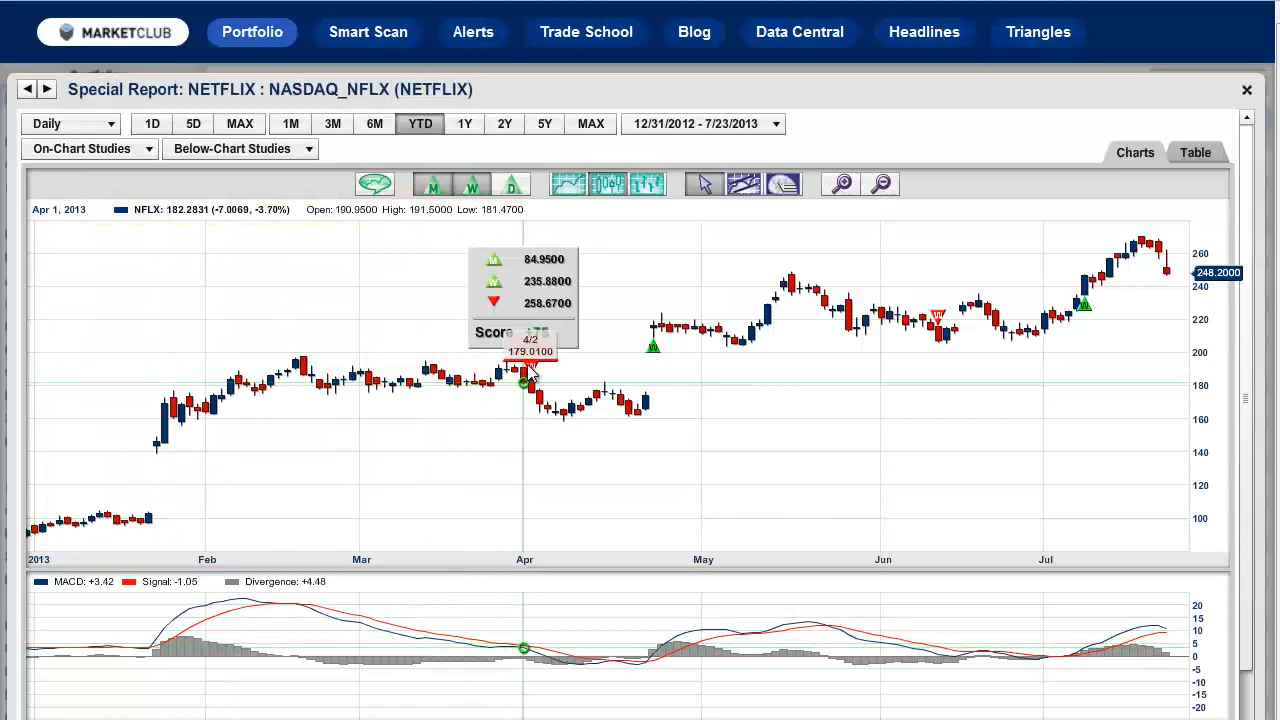 MARKETCLUB Portfolio Smart Scan Alerts Trade School Blog Data Central Headlines Triangles
Special Report: NETFLIX : NASDAQ_NFLX (NETFLIX)
Daily 1D 5D MAX 1M 3M 6M YTD 1Y 2Y 5Y MAX 12/31/2012 - 7/23/2013
On-Chart Studies Below-Chart Studies Charts Table
M W D
Apr 1, 2013 NFLX: 182.2831 (-7.0069, -3.70%) Open: 190.9500 High: 191.5000 Low: 181.4700
M 84.9500
W 235.8800
258.6700
Score +75
4/2
179.0100
260
248.2000
240
220
200
180
160
140
120
100
W
W
W
2013 Feb Mar Apr May Jun Jul
MACD: +3.42 Signal: -1.05 Divergence: +4.48
20
15
10
5
0
-5
-10
-15
-20